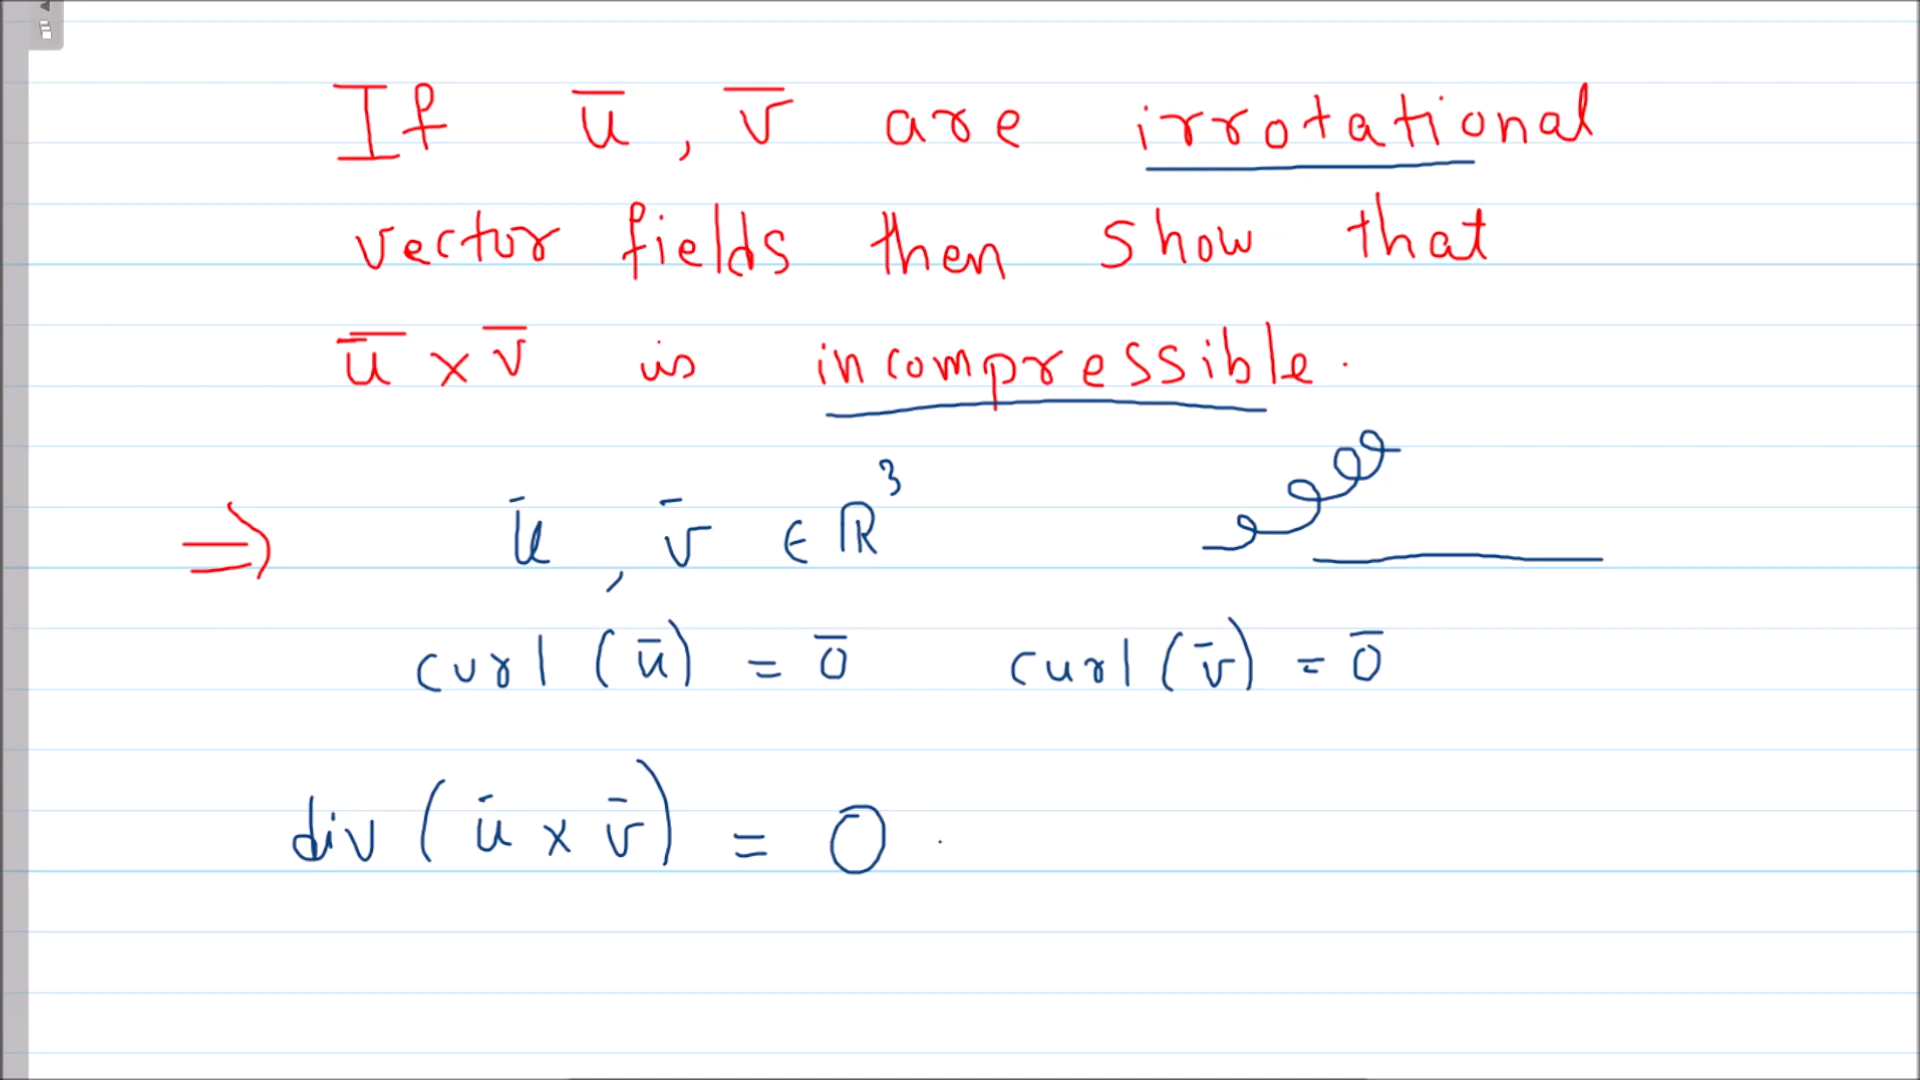 If ū, v̄ are irrotational
vector fields then show that
ū × v̄ is incompressible.
⇒ ū, v̄ ∈ ℝ³
curl (ū) = 0̄ curl (v̄) = 0̄
div (ū × v̄) = 0.